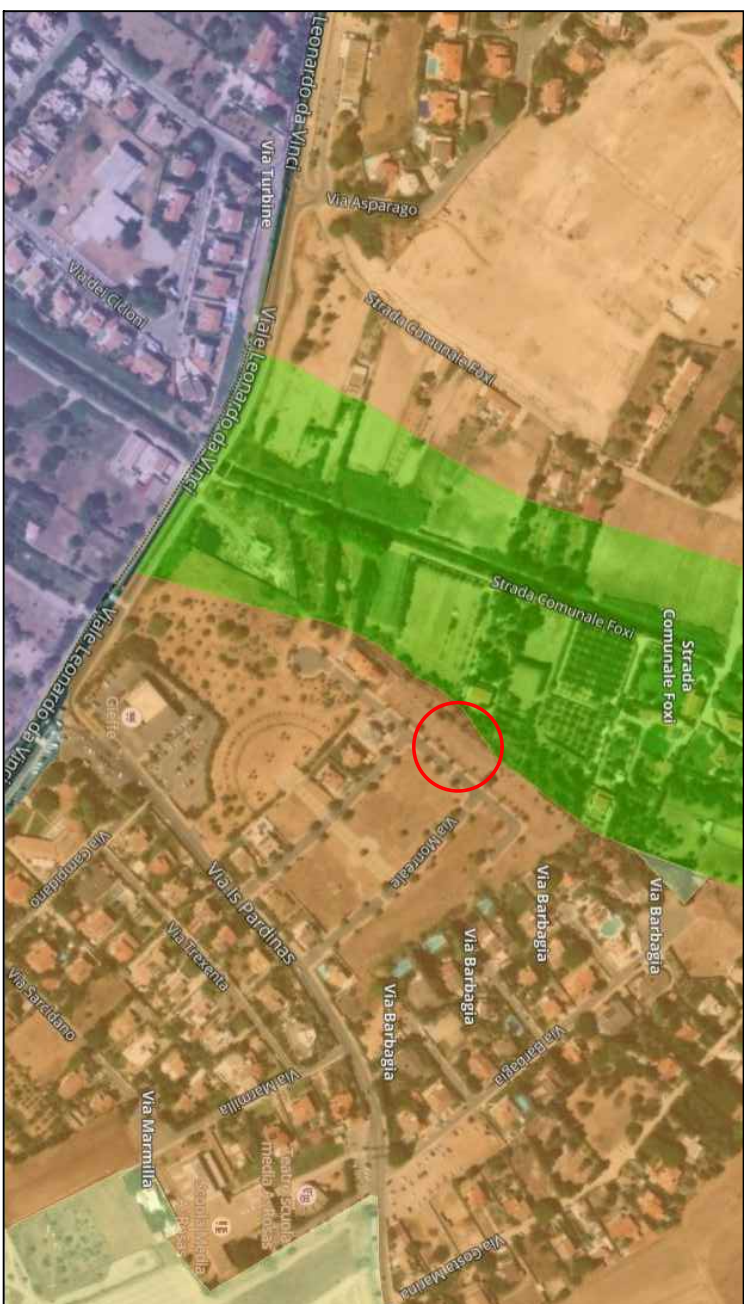 Leonardo da Vinci
Via Turbine
Via Asparago
Via dei Cicloni
Strada Comunale Foxi
Viale Leonardo da Vinci
Viale Leonardo da Vinci
Strada Comunale Foxi
Strada
Comunale Foxi
Gieffe
Via Monreale
Via Is Pardinas
Via Campidano
Via Trexenta
Via Sarcidano
Via Barbagia
Via Barbagia
Via Barbagia
Via Barbagia
Via Barbagia
Via Marmilla
Via Marmilla
Via Costa Marina